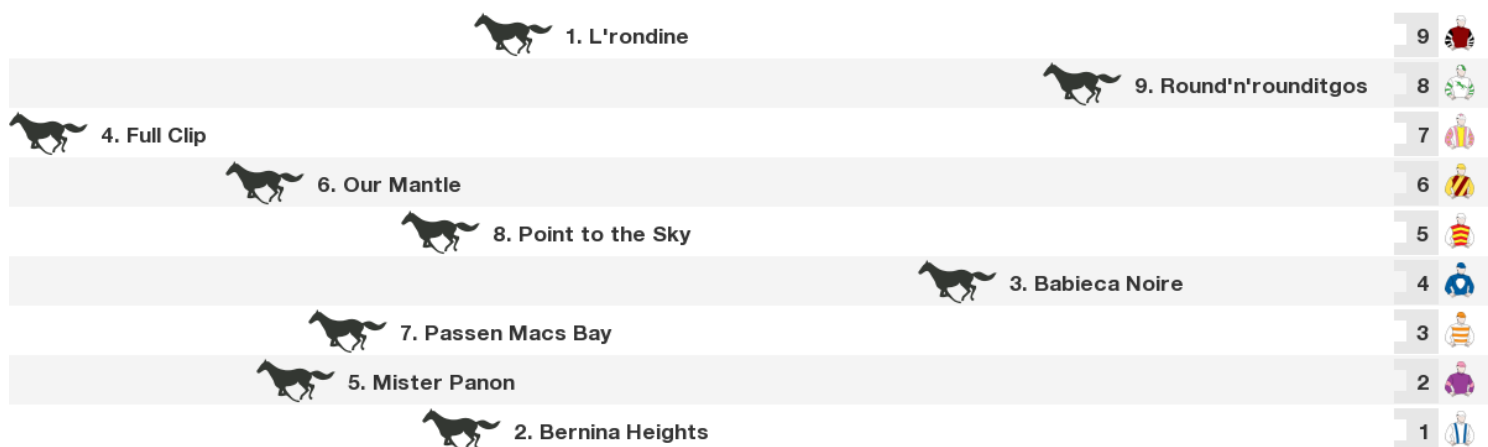 1. L'rondine 9
9. Round'n'rounditgos 8
4. Full Clip 7
6. Our Mantle 6
8. Point to the Sky 5
3. Babieca Noire 4
7. Passen Macs Bay 3
5. Mister Panon 2
2. Bernina Heights 1